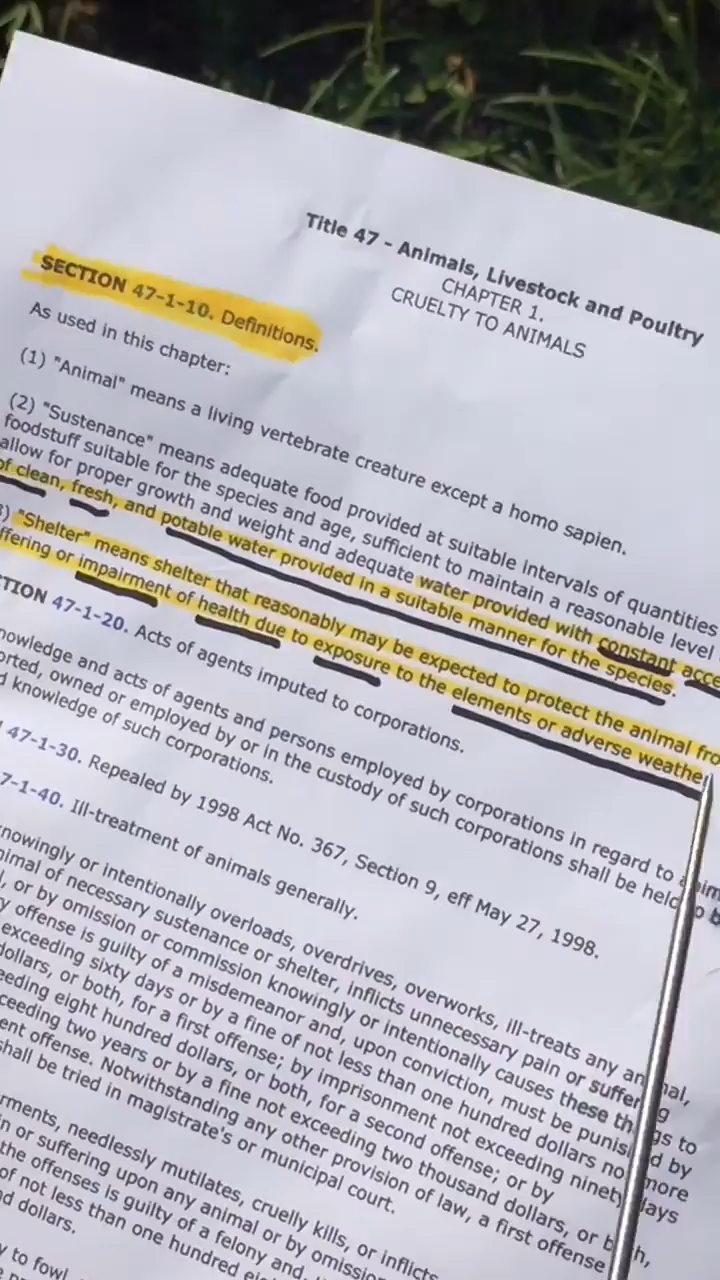 Title 47 - Animals, Livestock and Poultry
CHAPTER 1.
CRUELTY TO ANIMALS
SECTION 47-1-10. Definitions.
As used in this chapter:
(1) "Animal" means a living vertebrate creature except a homo sapien.
(2) "Sustenance" means adequate food provided at suitable intervals of quantities
foodstuff suitable for the species and age, sufficient to maintain a reasonable level
allow for proper growth and weight and adequate water provided with constant acce
of clean, fresh, and potable water provided in a suitable manner for the species.
) "Shelter" means shelter that reasonably may be expected to protect the animal fro
ffering or impairment of health due to exposure to the elements or adverse weather
CTION 47-1-20. Acts of agents imputed to corporations.
nowledge and acts of agents and persons employed by corporations in regard to anim
orted, owned or employed by or in the custody of such corporations shall be held to b
d knowledge of such corporations.
47-1-30. Repealed by 1998 Act No. 367, Section 9, eff May 27, 1998.
7-1-40. Ill-treatment of animals generally.
nowingly or intentionally overloads, overdrives, overworks, ill-treats any animal,
nimal of necessary sustenance or shelter, inflicts unnecessary pain or suffering
, or by omission or commission knowingly or intentionally causes these things to
y offense is guilty of a misdemeanor and, upon conviction, must be punished by
exceeding sixty days or by a fine of not less than one hundred dollars nor more
dollars, or both, for a first offense; by imprisonment not exceeding ninety days
eeding eight hundred dollars, or both, for a second offense; or by
ceeding two years or by a fine not exceeding two thousand dollars, or both,
ent offense. Notwithstanding any other provision of law, a first offense
shall be tried in magistrate's or municipal court.
rments, needlessly mutilates, cruelly kills, or inflicts
n or suffering upon any animal or by omission
the offenses is guilty of a felony and,
of not less than one hundred eig
d dollars.
y to fowl